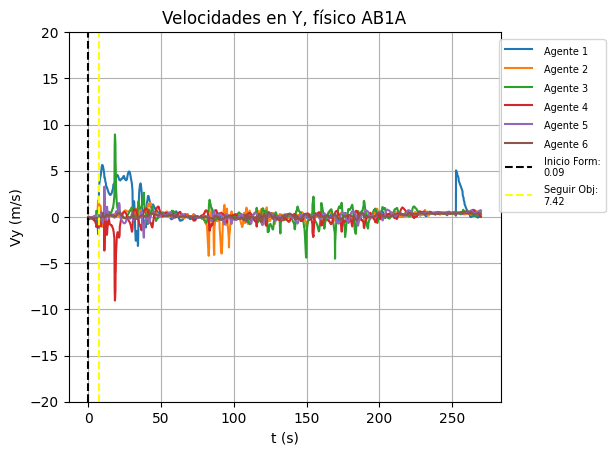 Velocidades en Y, físico AB1A
Vy (m/s)
20
15
10
5
0
−5
−10
−15
−20
0
50
100
150
200
250
t (s)
Agente 1
Agente 2
Agente 3
Agente 4
Agente 5
Agente 6
Inicio Form:
0.09
Seguir Obj:
7.42